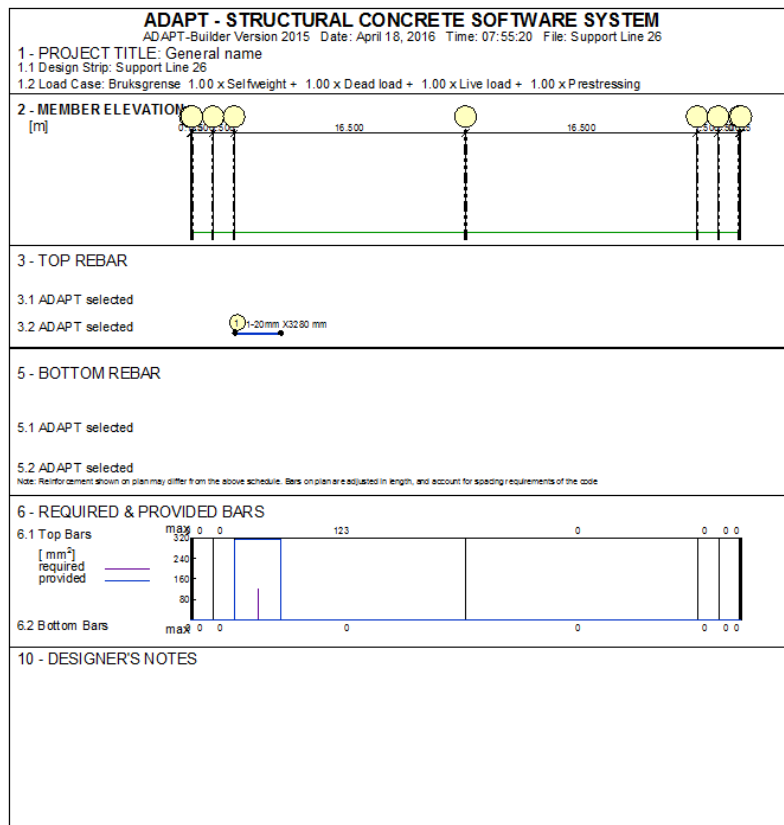 ADAPT - STRUCTURAL CONCRETE SOFTWARE SYSTEM
ADAPT-Builder Version 2015 Date: April 18, 2016 Time: 07:55:20 File: Support Line 26
1 - PROJECT TITLE: General name
1.1 Design Strip: Support Line 26
1.2 Load Case: Bruksgrense 1.00 x Selfweight + 1.00 x Dead load + 1.00 x Live load + 1.00 x Prestressing
2 - MEMBER ELEVATION
[m] 16.500 16.500
3 - TOP REBAR
3.1 ADAPT selected
3.2 ADAPT selected 1 1-20mm X3280 mm
5 - BOTTOM REBAR
5.1 ADAPT selected
5.2 ADAPT selected
Note: Reinforcement shown on plan may differ from the above schedule. Bars on plan are adjusted in length, and account for spacing requirements of the code
6 - REQUIRED & PROVIDED BARS
6.1 Top Bars max 0 0 123 0 0 0 0
320
[mm²] 240
required 160
provided
80
6.2 Bottom Bars max 0 0 0 0 0 0 0
10 - DESIGNER'S NOTES